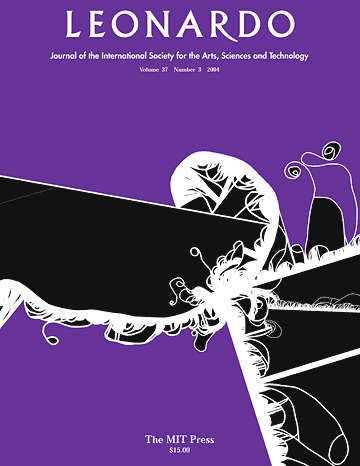 LEONARDO
Journal of the International Society for the Arts, Sciences and Technology
Volume 37 Number 3 2004
The MIT Press
$15.00